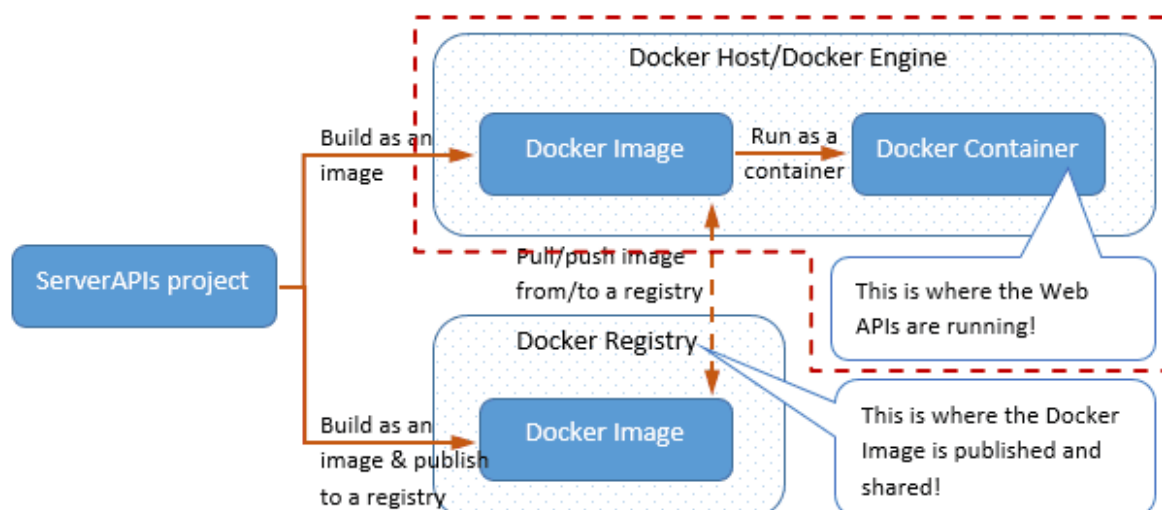 Docker Host/Docker Engine
Build as an
image
Docker Image
Run as a
container
Docker Container
ServerAPIs project
Pull/push image
from/to a registry
This is where the Web
APIs are running!
Docker Registry
Build as an
image & publish
to a registry
Docker Image
This is where the Docker
Image is published and
shared!